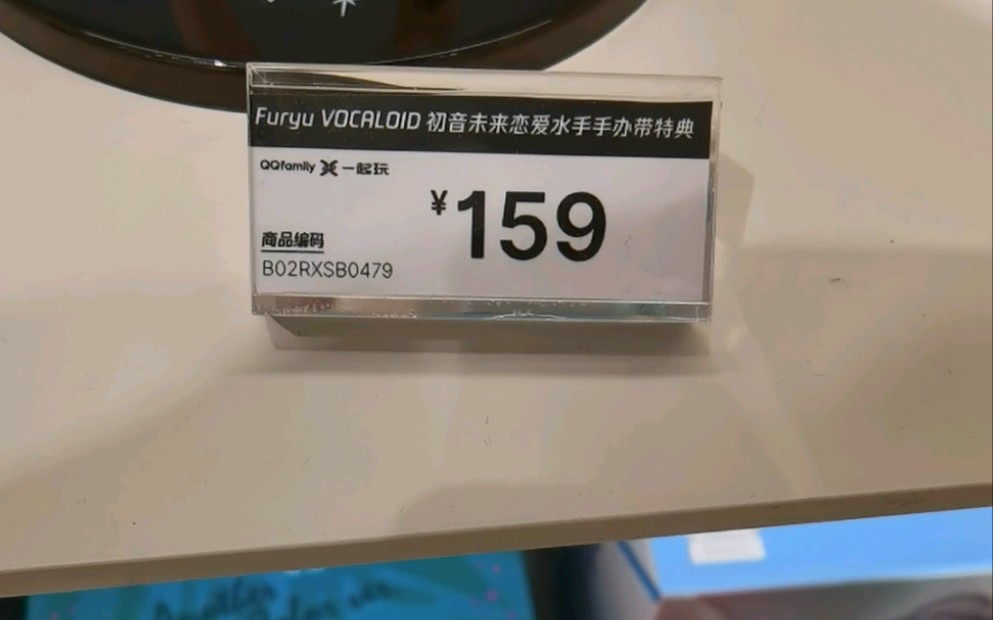 Furyu VOCALOID 初音未来恋爱水手手办带特典
QQfamily 一起玩
¥159
商品编码
B02RXSB0479